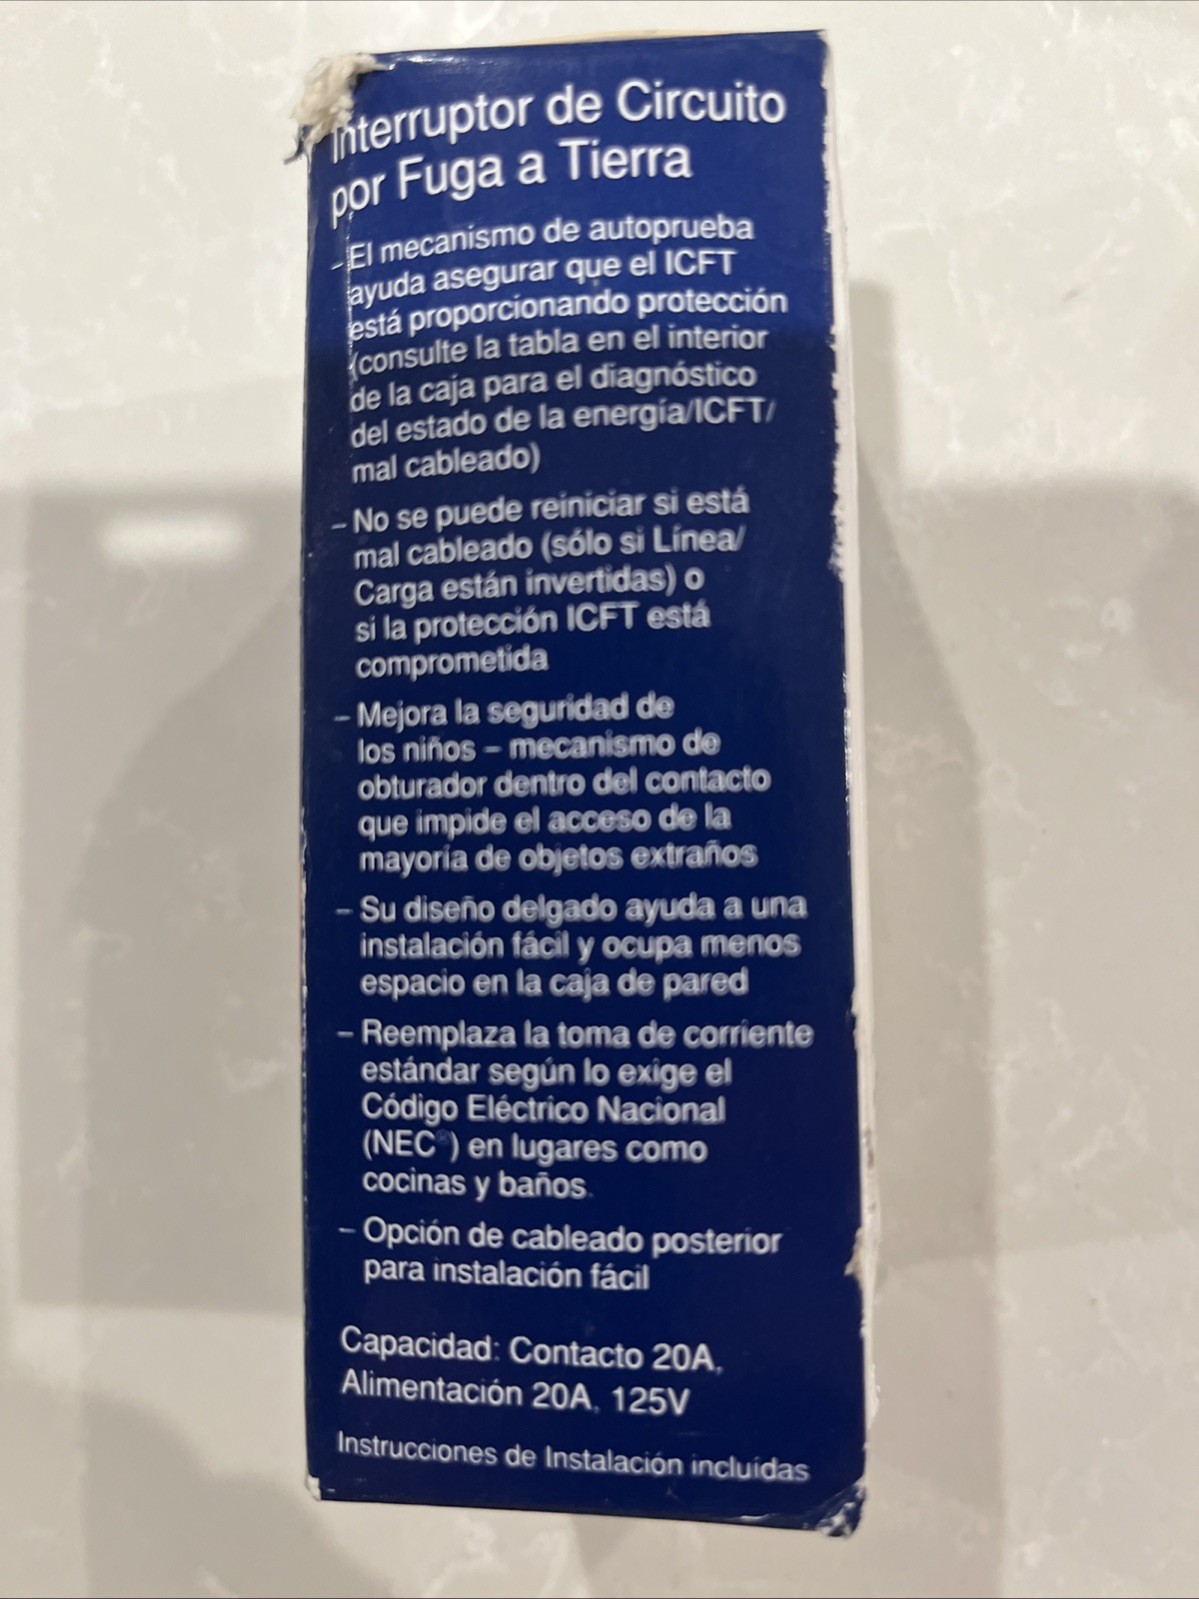 Interruptor de Circuito
por Fuga a Tierra
- El mecanismo de autoprueba
ayuda asegurar que el ICFT
está proporcionando protección
(consulte la tabla en el interior
de la caja para el diagnóstico
del estado de la energía/ICFT/
mal cableado)
- No se puede reiniciar si está
mal cableado (sólo si Línea/
Carga están invertidas) o
si la protección ICFT está
comprometida
- Mejora la seguridad de
los niños – mecanismo de
obturador dentro del contacto
que impide el acceso de la
mayoría de objetos extraños
- Su diseño delgado ayuda a una
instalación fácil y ocupa menos
espacio en la caja de pared
- Reemplaza la toma de corriente
estándar según lo exige el
Código Eléctrico Nacional
(NEC®) en lugares como
cocinas y baños.
- Opción de cableado posterior
para instalación fácil
Capacidad: Contacto 20A,
Alimentación 20A, 125V
Instrucciones de Instalación incluídas